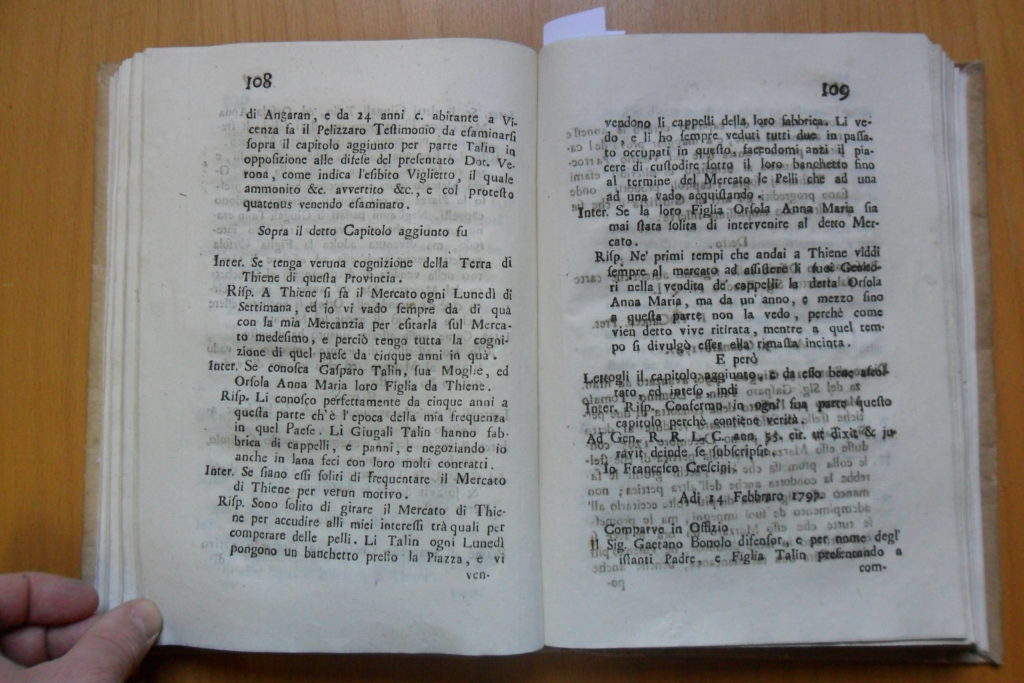 108
di Angaran, e da 24 anni c. abitante a Vi-
cenza fa il Pelizzaro Testimonio da esaminarsi
sopra il capitolo aggiunto per parte Talin in
opposizione alle difese del presentato Dot. Ve-
rona, come indica l'esibito Viglietto, il quale
ammonito &c. avvertito &c., e col protesto
quatenus venendo esaminato.
Sopra il detto Capitolo aggiunto fu
Inter. Se tenga veruna cognizione della Terra di
Thiene di questa Provincia.
Risp. A Thiene si fà il Mercato ogni Lunedì di
Settimana, ed io vi vado sempre da di quà
con la mia Mercanzia per esitarla sul Merca-
to medesimo, e perciò tengo tutta la cogni-
zione di quel paese da cinque anni in quà.
Inter. Se conosca Gasparo Talin, sua Moglie, ed
Orsola Anna Maria loro Figlia da Thiene.
Risp. Li conosco perfettamente da cinque anni a
questa parte ch'è l'epoca della mia frequenza
in quel Paese. Li Giugali Talin hanno fab-
brica di cappelli, e panni, e negoziando io
anche in lana feci con loro molti contratti.
Inter. Se siano essi soliti di frequentare il Mercato
di Thiene per verun motivo.
Risp. Sono solito di girare il Mercato di Thie-
ne per accudire alli miei interessi trà quali per
comperare delle pelli. Li Talin ogni Lunedì
pongono un banchetto presso la Piazza, e vi
ven-
109
vendono li cappelli della loro fabbrica. Li ve-
do, e li ho sempre veduti tutti due in passa-
to occupati in questo, facendomi anzi il pia-
cere di custodire sotto il loro banchetto fino
al termine del Mercato le Pelli che ad una
ad una vado acquistando.
Inter. Se la loro Figlia Orsola Anna Maria sia
mai stata solita di intervenire al detto Mer-
cato.
Risp. Ne' primi tempi che andai a Thiene viddi
sempre al mercato ad assistere li suoi Genito-
ri nella vendita de' cappelli la detta Orsola
Anna Maria, ma da un' anno, e mezzo fino
a questa parte non la vedo, perchè come
vien detto vive ritirata, mentre a quel tem-
po si divulgò esser ella rimasta incinta.
E però
Lettogli il capitolo aggiunto, e da esso bene ascol-
tato, ed inteso, indi
Inter. Risp. Confermo in ogni sua parte questo
capitolo perchè contiene verità.
Ad Gen. R. R. L. C. ann. 55. cir. ut dixit & ju-
ravit deinde se subscripsit.
Io Francesco Crescini.
Adi 14 Febbraro 1797.
Comparve in Offizio
Il Sig. Gaetano Bonolo difensor, e per nome degl'
istanti Padre, e Figlia Talin presentando a
com-